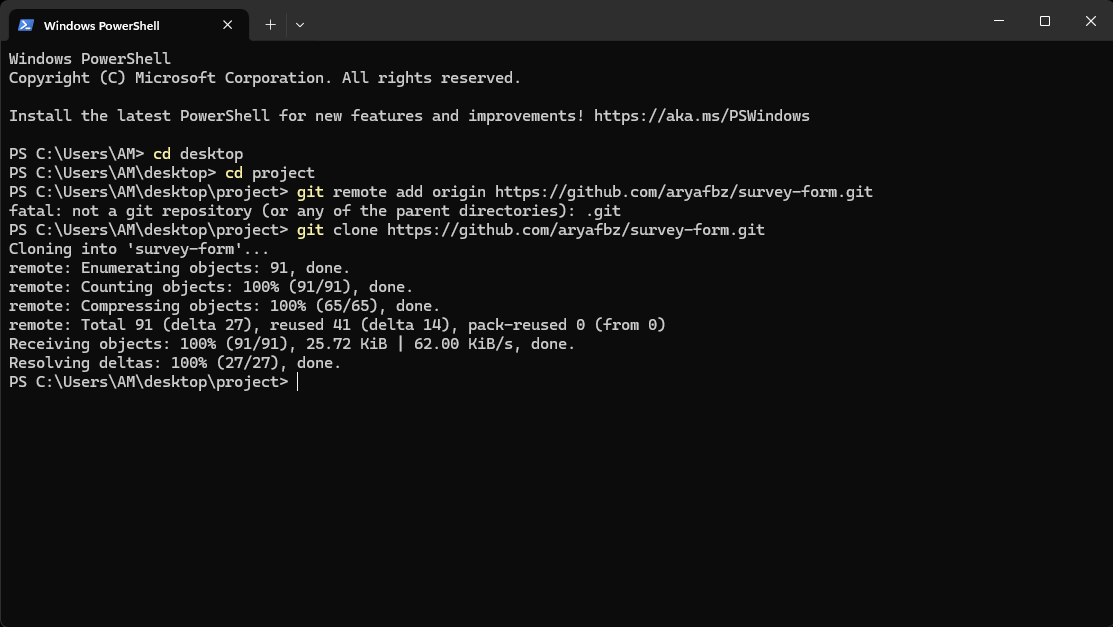 Windows PowerShell
Windows PowerShell
Copyright (C) Microsoft Corporation. All rights reserved.
Install the latest PowerShell for new features and improvements! https://aka.ms/PSWindows
PS C:\Users\AM> cd desktop
PS C:\Users\AM\desktop> cd project
PS C:\Users\AM\desktop\project> git remote add origin https://github.com/aryafbz/survey-form.git
fatal: not a git repository (or any of the parent directories): .git
PS C:\Users\AM\desktop\project> git clone https://github.com/aryafbz/survey-form.git
Cloning into 'survey-form'...
remote: Enumerating objects: 91, done.
remote: Counting objects: 100% (91/91), done.
remote: Compressing objects: 100% (65/65), done.
remote: Total 91 (delta 27), reused 41 (delta 14), pack-reused 0 (from 0)
Receiving objects: 100% (91/91), 25.72 KiB | 62.00 KiB/s, done.
Resolving deltas: 100% (27/27), done.
PS C:\Users\AM\desktop\project>